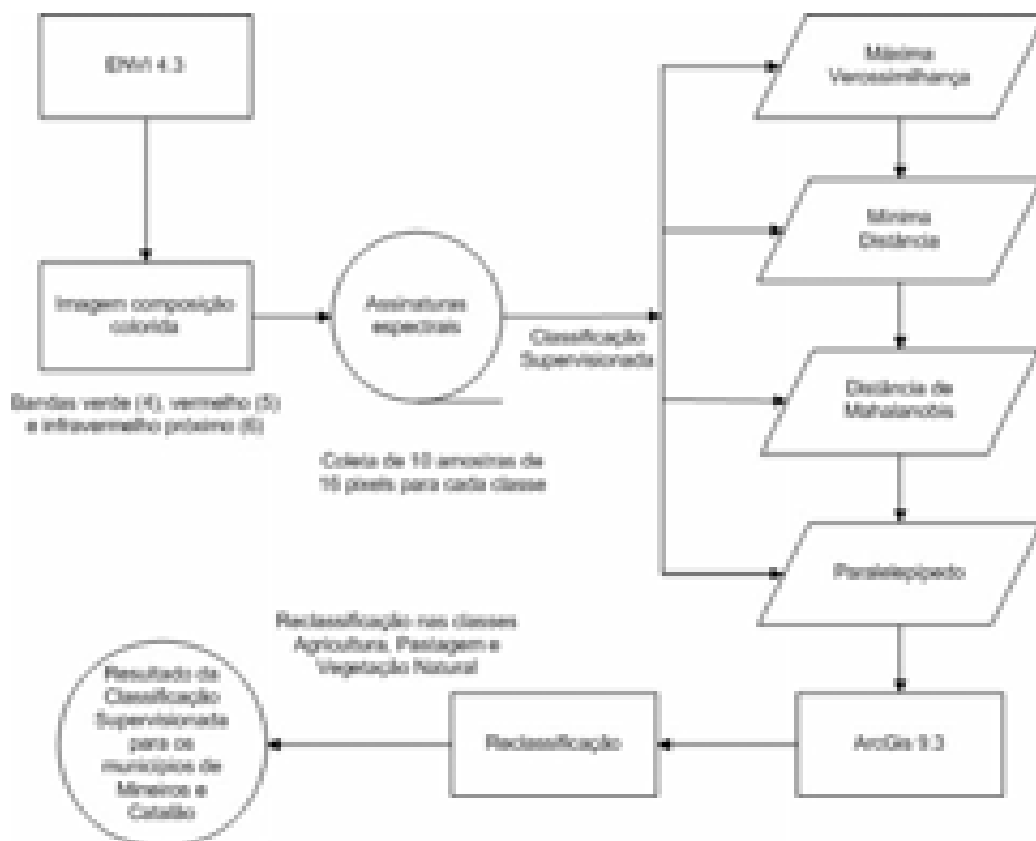 ENVI 4.3
Máxima
Verossimilhança
Mínima
Distância
Imagem composição
colorida
Assinaturas
espectrais
Classificação
Supervisionada
Distância de
Mahalanobis
Bandas verde (4), vermelho (5)
e infravermelho próximo (6)
Coleta de 10 amostras de
16 pixels para cada classe
Paralelepípedo
Reclassificação nas classes
Agricultura, Pastagem e
Vegetação Natural
Resultado da
Classificação
Supervisionada
para os
municípios de
Mineiros e
Catalão
Reclassificação
ArcGis 9.3